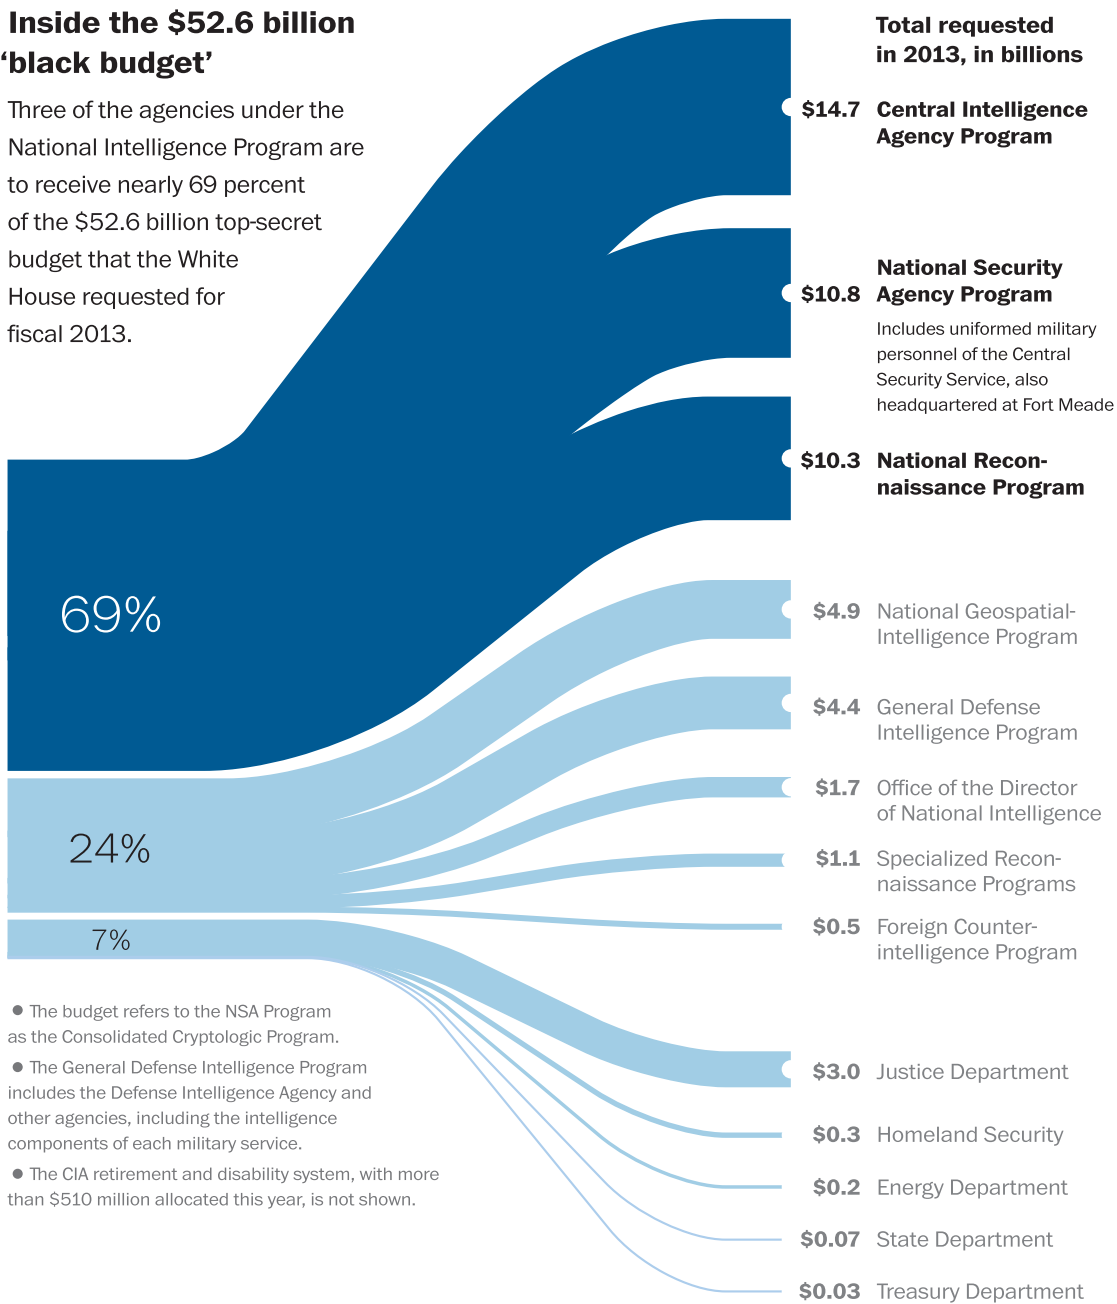 Inside the $52.6 billion
‘black budget’
Three of the agencies under the
National Intelligence Program are
to receive nearly 69 percent
of the $52.6 billion top-secret
budget that the White
House requested for
fiscal 2013.
Total requested
in 2013, in billions
$14.7 Central Intelligence
Agency Program
National Security
$10.8 Agency Program
Includes uniformed military
personnel of the Central
Security Service, also
headquartered at Fort Meade
$10.3 National Recon-
naissance Program
69%
$4.9 National Geospatial-
Intelligence Program
$4.4 General Defense
Intelligence Program
$1.7 Office of the Director
of National Intelligence
24%
$1.1 Specialized Recon-
naissance Programs
$0.5 Foreign Counter-
intelligence Program
7%
$3.0 Justice Department
$0.3 Homeland Security
$0.2 Energy Department
$0.07 State Department
$0.03 Treasury Department
● The budget refers to the NSA Program
as the Consolidated Cryptologic Program.
● The General Defense Intelligence Program
includes the Defense Intelligence Agency and
other agencies, including the intelligence
components of each military service.
● The CIA retirement and disability system, with more
than $510 million allocated this year, is not shown.